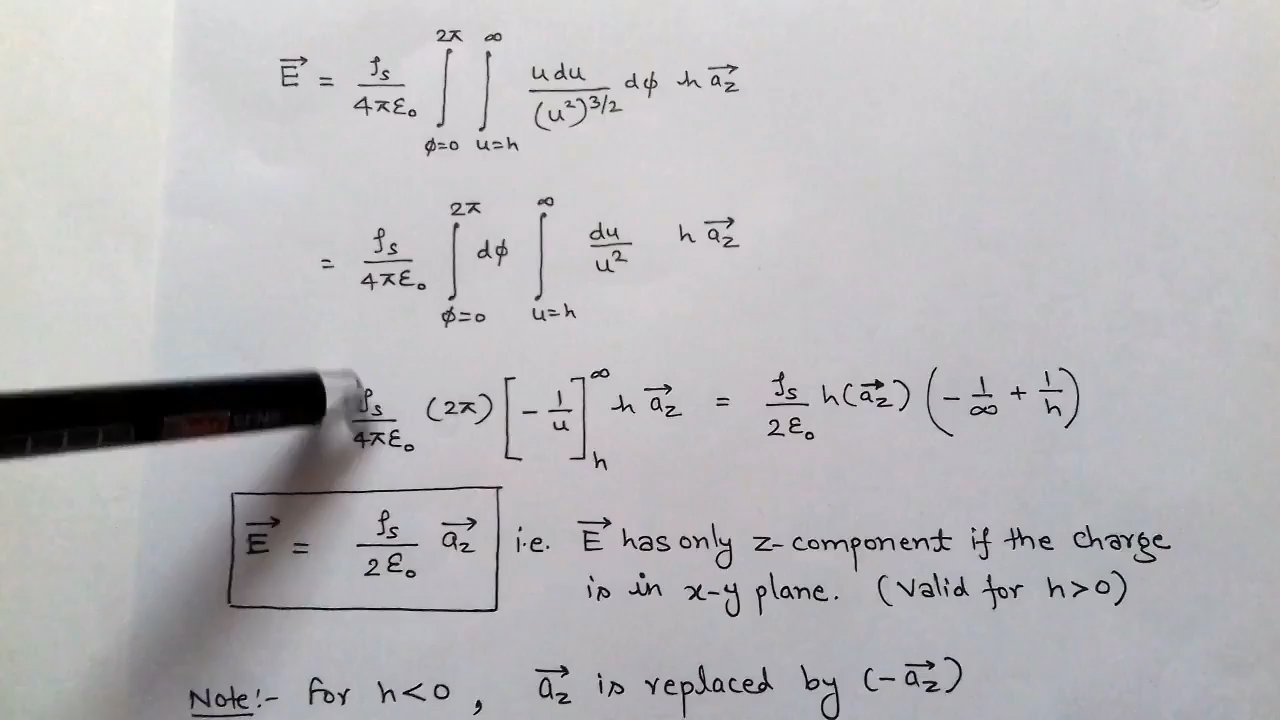 E⃗ = ρs/4πε₀ ∫_{ϕ=0}^{2π} ∫_{u=h}^{∞} u du/(u²)^{3/2} dϕ h a⃗z
= ρs/4πε₀ ∫_{ϕ=0}^{2π} dϕ ∫_{u=h}^{∞} du/u² h a⃗z
ρs/4πε₀ (2π) [-1/u]_h^∞ h a⃗z = ρs/2ε₀ h(a⃗z) (-1/∞ + 1/h)
E⃗ = ρs/2ε₀ a⃗z i.e. E⃗ has only z-component if the charge
is in x-y plane. (Valid for h>0)
Note:- for h<0, a⃗z is replaced by (-a⃗z)